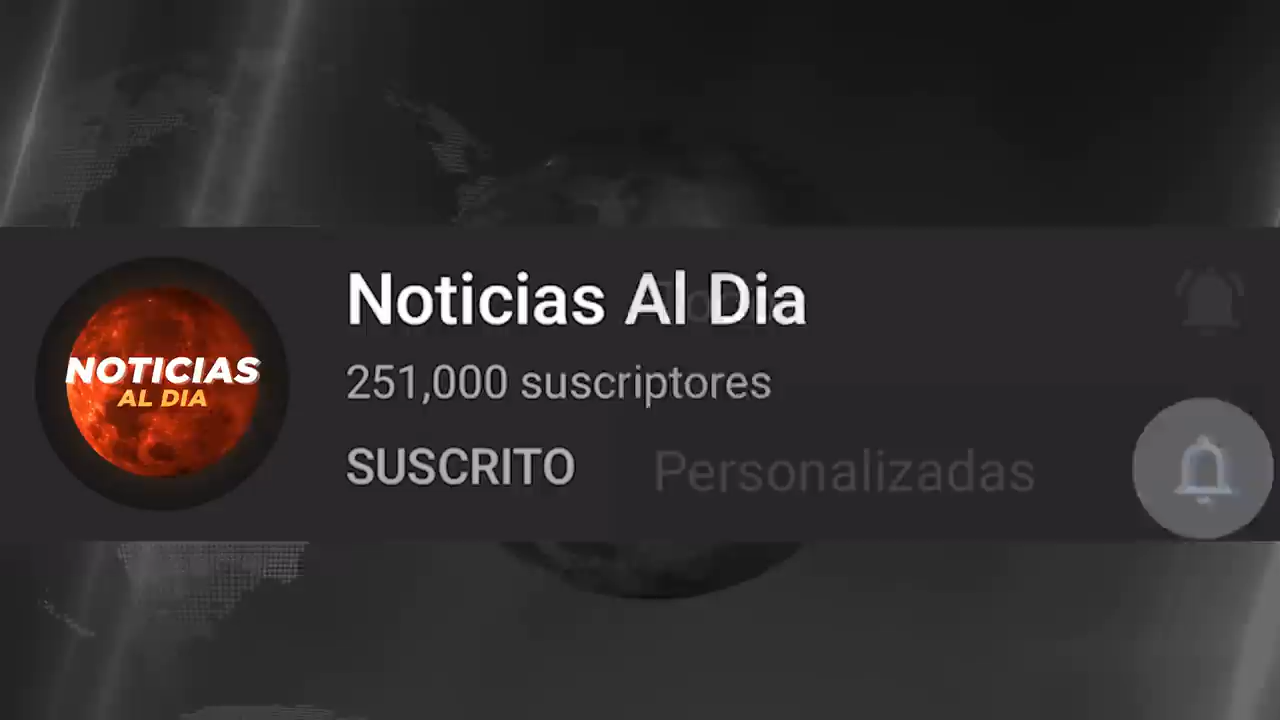 Noticias Al Dia
NOTICIAS
AL DIA
251,000 suscriptores
SUSCRITO
Personalizadas